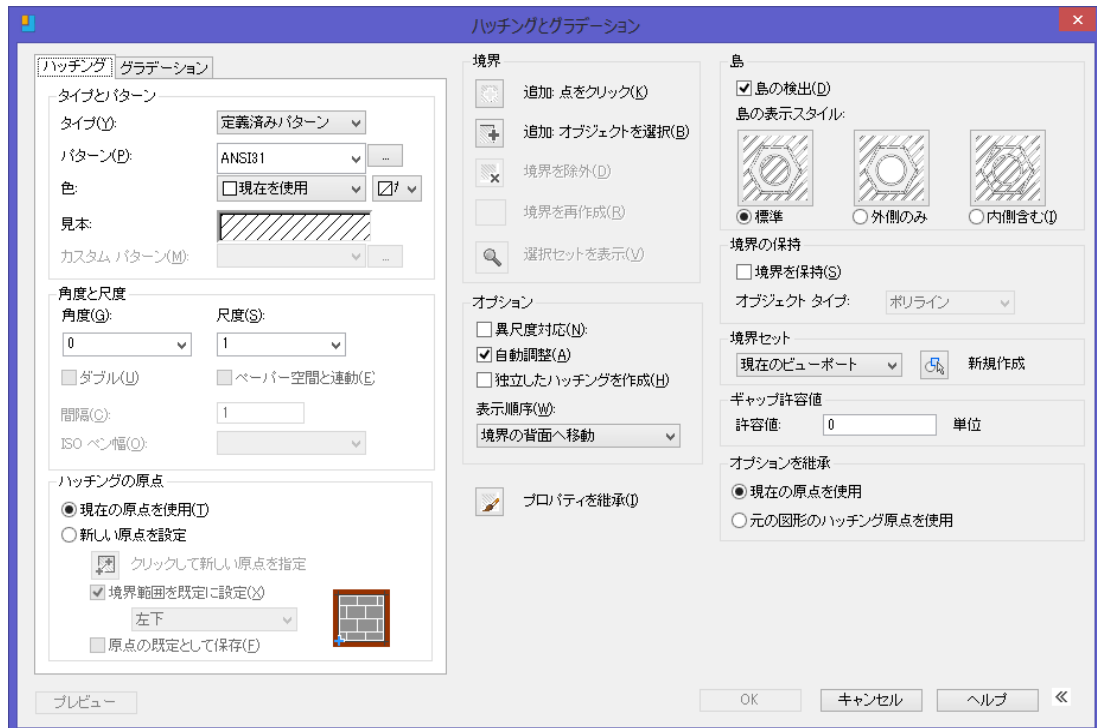 ハッチングとグラデーション
ハッチング グラデーション
タイプとパターン
タイプ(Y): 定義済みパターン
パターン(P): ANSI31 ...
色: 現在を使用
見本:
カスタム パターン(M): ...
角度と尺度
角度(G): 尺度(S):
0 1
ダブル(U) ペーパー空間と連動(E)
間隔(C): 1
ISO ペン幅(O):
ハッチングの原点
現在の原点を使用(T)
新しい原点を設定
クリックして新しい原点を指定
境界範囲を既定に設定(X)
左下
原点の既定として保存(F)
境界
追加: 点をクリック(K)
追加: オブジェクトを選択(B)
境界を除外(D)
境界を再作成(R)
選択セットを表示(V)
オプション
異尺度対応(N):
自動調整(A)
独立したハッチングを作成(H)
表示順序(W):
境界の背面へ移動
プロパティを継承(I)
島
島の検出(D)
島の表示スタイル:
標準 外側のみ 内側含む(I)
境界の保持
境界を保持(S)
オブジェクト タイプ: ポリライン
境界セット
現在のビューポート 新規作成
ギャップ許容値
許容値: 0 単位
オプションを継承
現在の原点を使用
元の図形のハッチング原点を使用
プレビュー OK キャンセル ヘルプ